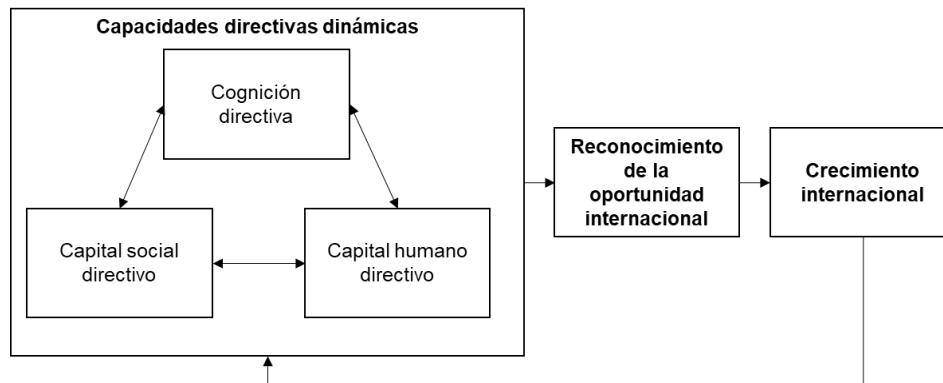 Capacidades directivas dinámicas
Cognición
directiva
Capital social
directivo
Capital humano
directivo
Reconocimiento
de la
oportunidad
internacional
Crecimiento
internacional